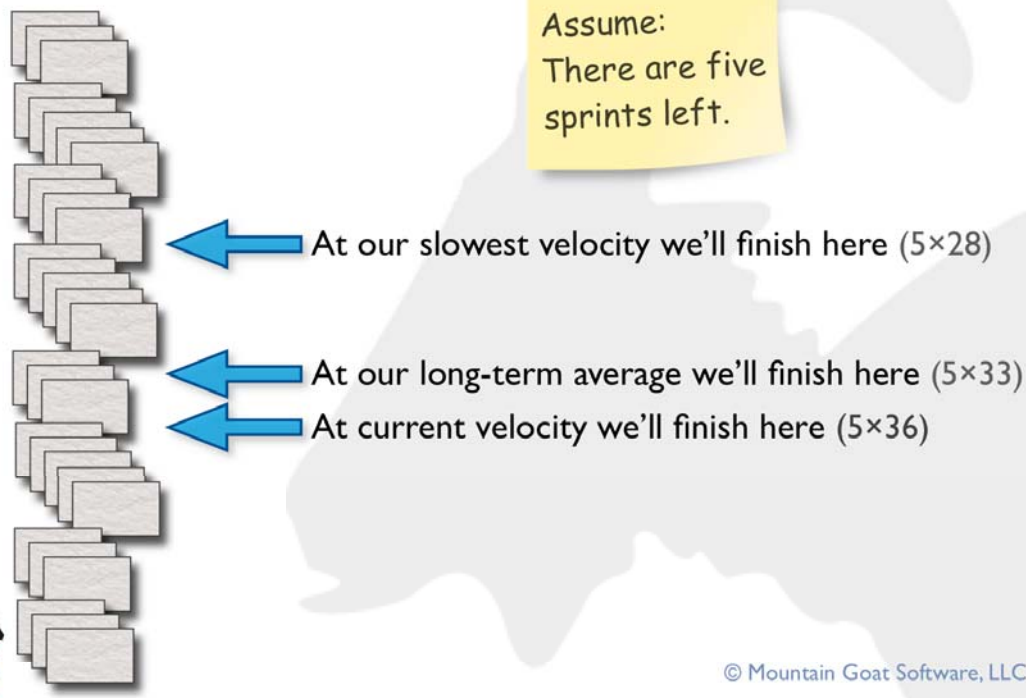 Assume:
There are five
sprints left.
At our slowest velocity we’ll finish here (5×28)
At our long-term average we’ll finish here (5×33)
At current velocity we’ll finish here (5×36)
© Mountain Goat Software, LLC